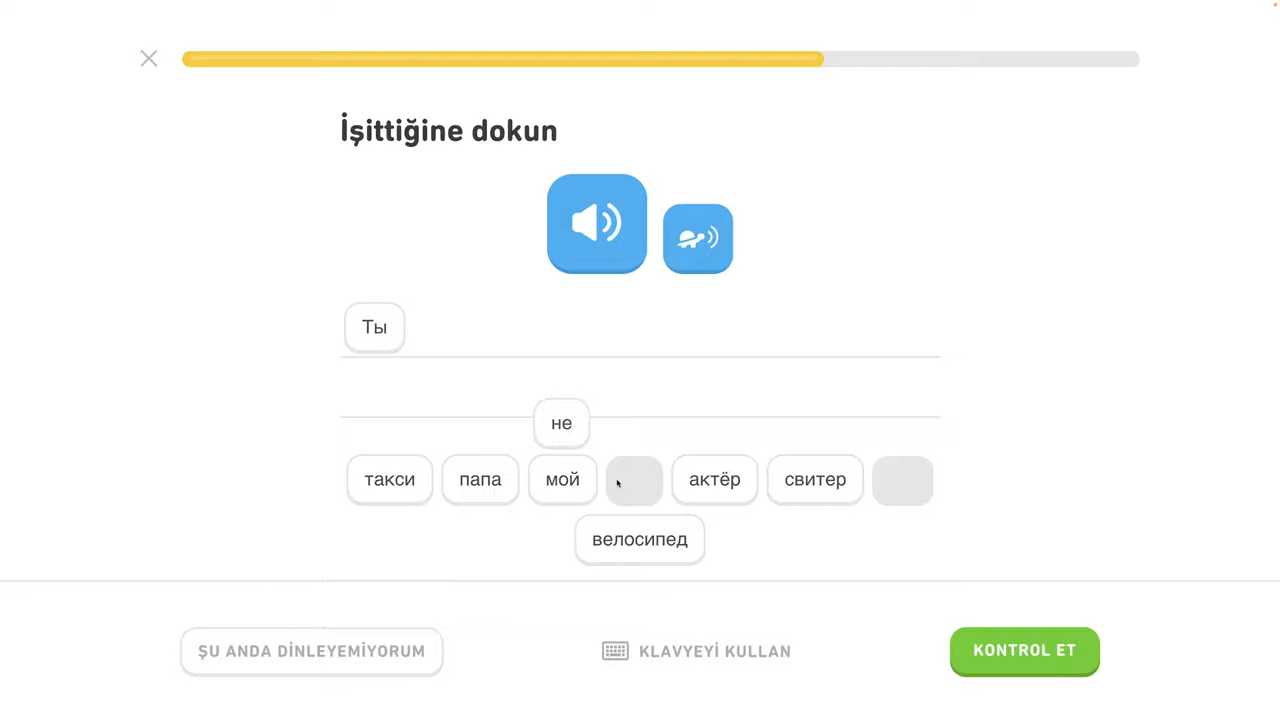 İşittiğine dokun
Ты
не
такси папа мой актёр свитер
велосипед
ŞU ANDA DİNLEYEMİYORUM KLAVYEYİ KULLAN KONTROL ET